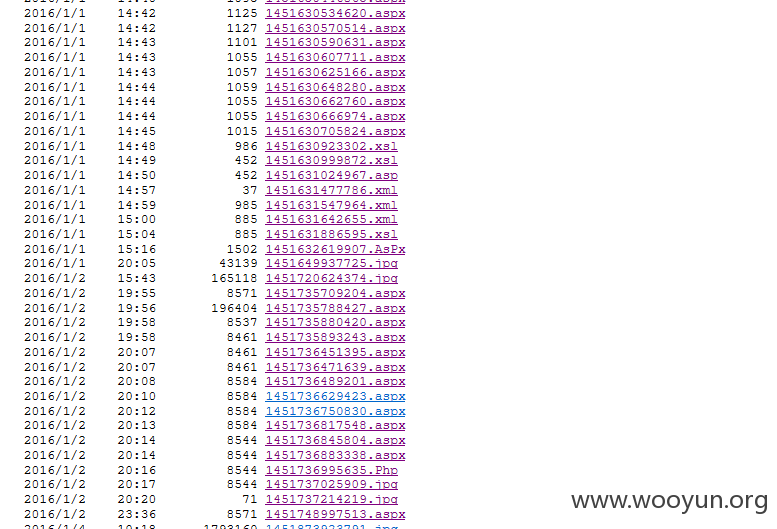 2016/1/1 14:42 1125 1451630534620.aspx
2016/1/1 14:42 1127 1451630570514.aspx
2016/1/1 14:43 1101 1451630590631.aspx
2016/1/1 14:43 1055 1451630607711.aspx
2016/1/1 14:43 1057 1451630625166.aspx
2016/1/1 14:44 1059 1451630648280.aspx
2016/1/1 14:44 1055 1451630662760.aspx
2016/1/1 14:44 1055 1451630666974.aspx
2016/1/1 14:45 1015 1451630705824.aspx
2016/1/1 14:48 986 1451630923302.xsl
2016/1/1 14:49 452 1451630999872.xsl
2016/1/1 14:50 452 1451631024967.asp
2016/1/1 14:57 37 1451631477786.xml
2016/1/1 14:59 985 1451631547964.xml
2016/1/1 15:00 885 1451631642655.xml
2016/1/1 15:04 885 1451631886595.xsl
2016/1/1 15:16 1502 1451632619907.AsPx
2016/1/1 20:05 43139 1451649937725.jpg
2016/1/2 15:43 165118 1451720624374.jpg
2016/1/2 19:55 8571 1451735709204.aspx
2016/1/2 19:56 196404 1451735788427.aspx
2016/1/2 19:58 8537 1451735880420.aspx
2016/1/2 19:58 8461 1451735893243.aspx
2016/1/2 20:07 8461 1451736451395.aspx
2016/1/2 20:07 8461 1451736471639.aspx
2016/1/2 20:08 8584 1451736489201.aspx
2016/1/2 20:10 8584 1451736629423.aspx
2016/1/2 20:12 8584 1451736750830.aspx
2016/1/2 20:13 8584 1451736817548.aspx
2016/1/2 20:14 8544 1451736845804.aspx
2016/1/2 20:14 8544 1451736883338.aspx
2016/1/2 20:16 8544 1451736995635.Php
2016/1/2 20:17 8544 1451737025909.jpg
2016/1/2 20:20 71 1451737214219.jpg
2016/1/2 23:36 8571 1451748997513.aspx
www.wooyun.org